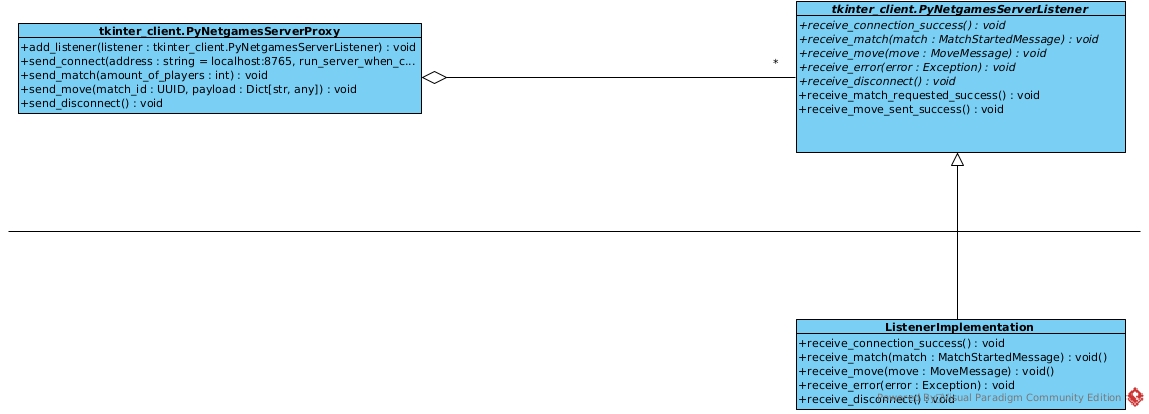 tkinter_client.PyNetgamesServerProxy
+add_listener(listener : tkinter_client.PyNetgamesServerListener) : void
+send_connect(address : string = localhost:8765, run_server_when_c...
+send_match(amount_of_players : int) : void
+send_move(match_id : UUID, payload : Dict[str, any]) : void
+send_disconnect() : void
*
tkinter_client.PyNetgamesServerListener
+receive_connection_success() : void
+receive_match(match : MatchStartedMessage) : void
+receive_move(move : MoveMessage) : void
+receive_error(error : Exception) : void
+receive_disconnect() : void
+receive_match_requested_success() : void
+receive_move_sent_success() : void
ListenerImplementation
+receive_connection_success() : void
+receive_match(match : MatchStartedMessage) : void()
+receive_move(move : MoveMessage) : void()
+receive_error(error : Exception) : void
+receive_disconnect() : void
Powered By Visual Paradigm Community Edition